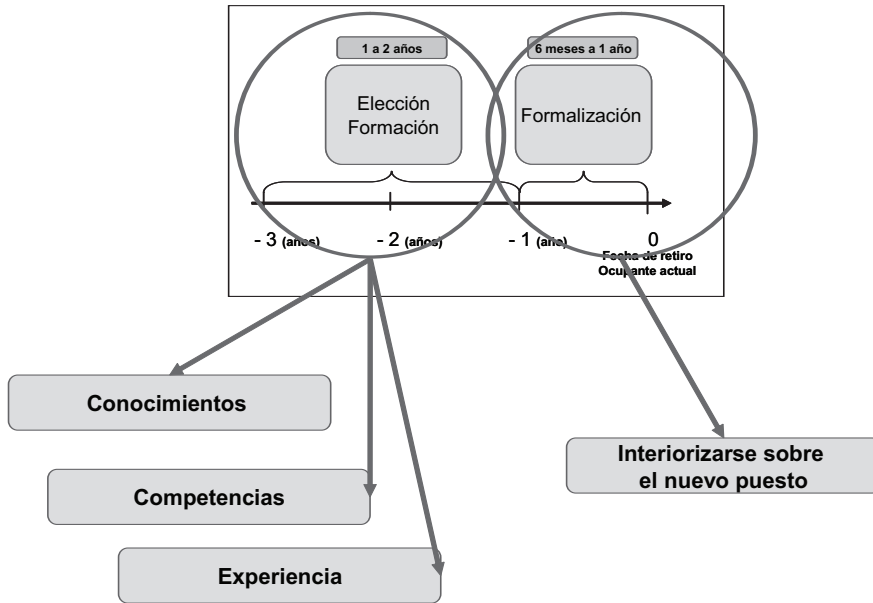 1 a 2 años
6 meses a 1 año
Elección
Formación
Formalización
- 3 (años)
- 2 (años)
- 1 (año)
0
Fecha de retiro
Ocupante actual
Conocimientos
Interiorizarse sobre
el nuevo puesto
Competencias
Experiencia